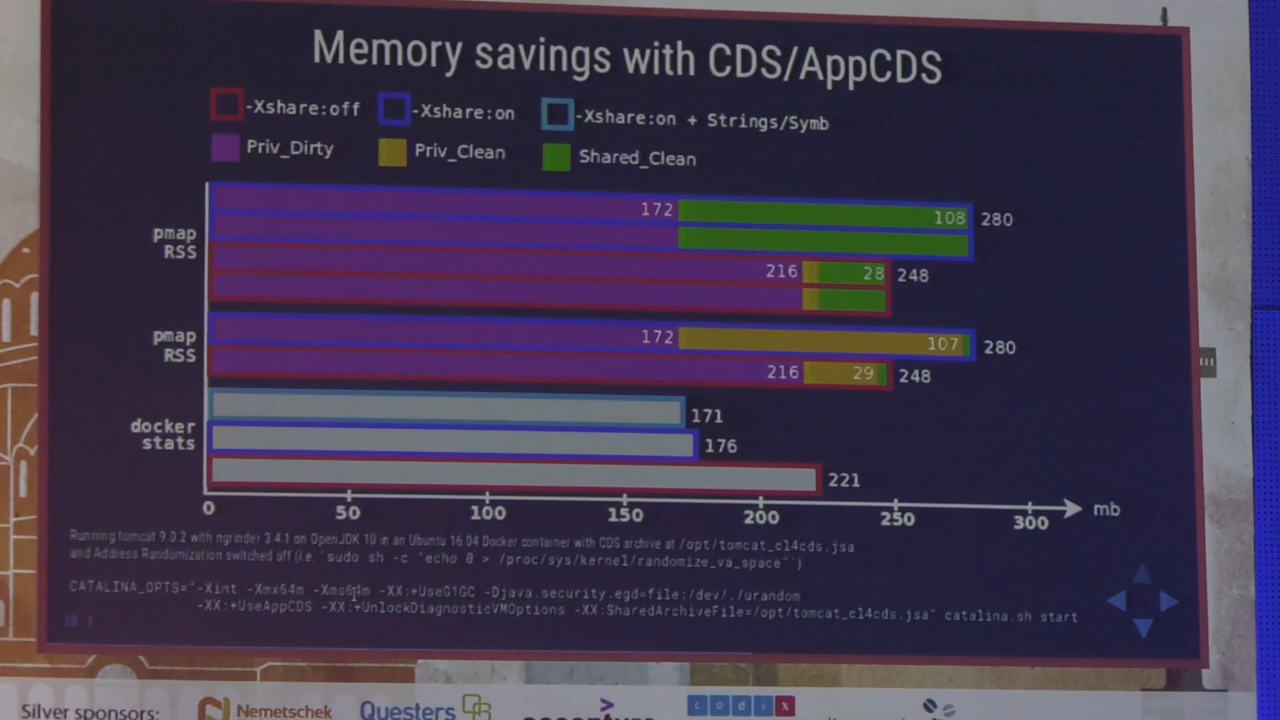 Memory savings with CDS/AppCDS
-Xshare:off -Xshare:on -Xshare:on + Strings/Symb
Priv_Dirty Priv_Clean Shared_Clean
pmap
RSS
172 108 280
216 28 248
pmap
RSS
172 107 280
216 29 248
docker
stats
171
176
221
0 50 100 150 200 250 300 mb
Running tomcat 9.0.2 with ngrinder 3.4.1 on OpenJDK 10 in an Ubuntu 16.04 Docker container with CDS archive at /opt/tomcat_cl4cds.jsa
and Address Randomization switched off (i.e. `sudo sh -c "echo 0 > /proc/sys/kernel/randomize_va_space"`)
CATALINA_OPTS="-Xint -Xmx64m -Xms64m -XX:+UseG1GC -Djava.security.egd=file:/dev/./urandom
-XX:+UseAppCDS -XX:+UnlockDiagnosticVMOptions -XX:SharedArchiveFile=/opt/tomcat_cl4cds.jsa" catalina.sh start
Silver sponsors: Nemetschek Questers accenture codix